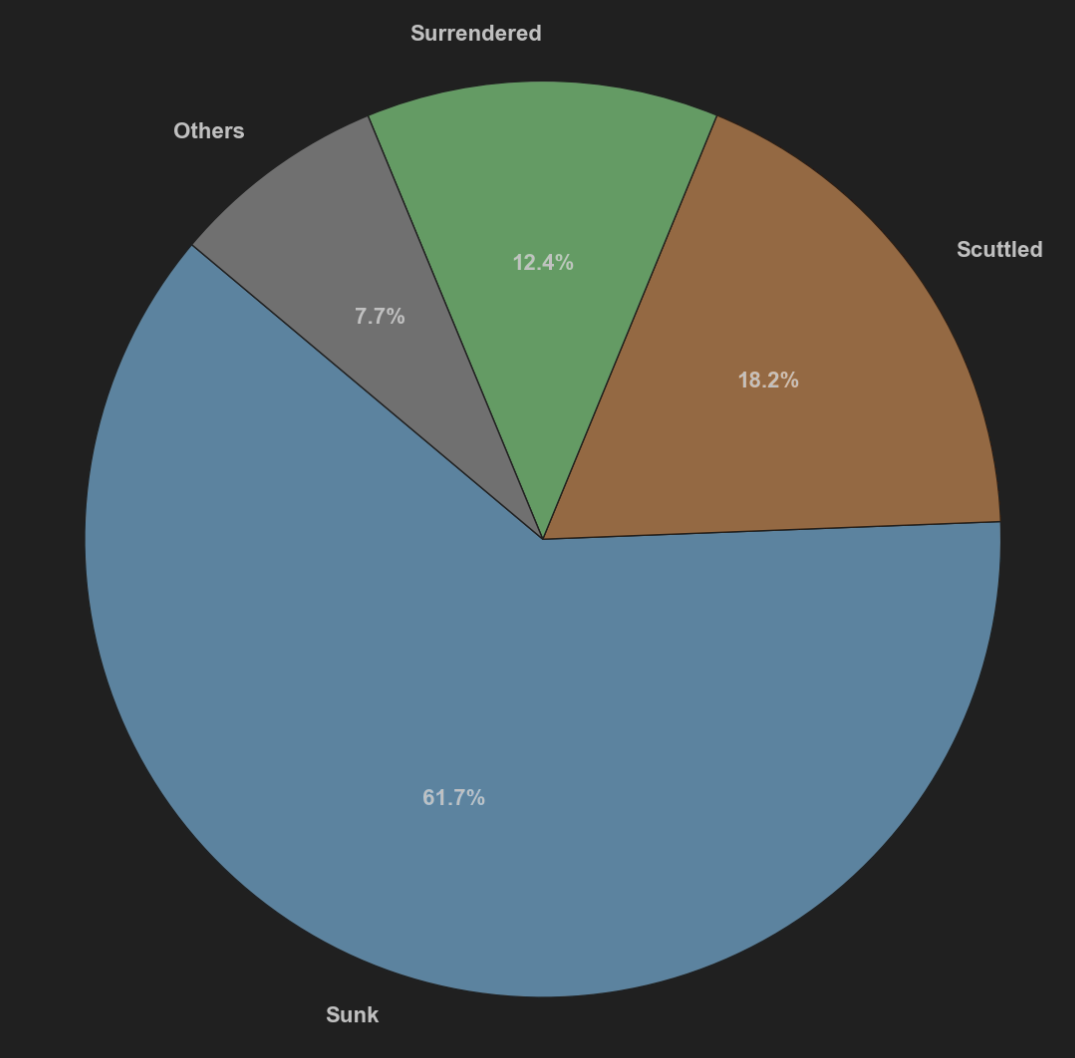 Surrendered
Others
Scuttled
12.4%
7.7%
18.2%
61.7%
Sunk